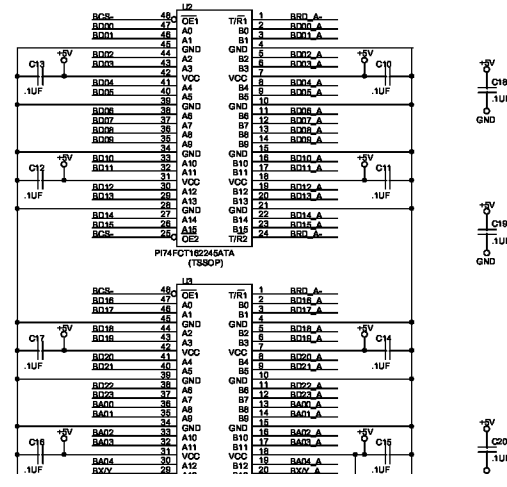 U2
BCS- 48 OE1 T/R1 1 BRD_A-
BD00 47 A0 B0 2 BD00_A
BD01 46 A1 B1 3 BD01_A
45 GND GND 4
+5V BD02 44 A2 B2 5 BD02_A +5V
C13 BD03 43 A3 B3 6 BD03_A C10
42 VCC VCC 7
.1UF BD04 41 A4 B4 8 BD04_A .1UF
BD05 40 A5 B5 9 BD05_A
39 GND GND 10
BD06 38 A6 B6 11 BD06_A
BD07 37 A7 B7 12 BD07_A
BD08 36 A8 B8 13 BD08_A
BD09 35 A9 B9 14 BD09_A
34 GND GND 15
+5V BD10 33 A10 B10 16 BD10_A +5V
C12 BD11 32 A11 B11 17 BD11_A C11
31 VCC VCC 18
.1UF BD12 30 A12 B12 19 BD12_A .1UF
BD13 29 A13 B13 20 BD13_A
28 GND GND 21
BD14 27 A14 B14 22 BD14_A
BD15 26 A15 B15 23 BD15_A
BCS- 25 OE2 T/R2 24 BRD_A-
PI74FCT162245ATA
(TSSOP)
U3
BCS- 48 OE1 T/R1 1 BRD_A-
BD16 47 A0 B0 2 BD16_A
BD17 46 A1 B1 3 BD17_A
45 GND GND 4
+5V BD18 44 A2 B2 5 BD18_A +5V
C17 BD19 43 A3 B3 6 BD19_A C14
42 VCC VCC 7
.1UF BD20 41 A4 B4 8 BD20_A .1UF
BD21 40 A5 B5 9 BD21_A
39 GND GND 10
BD22 38 A6 B6 11 BD22_A
BD23 37 A7 B7 12 BD23_A
BA00 36 A8 B8 13 BA00_A
BA01 35 A9 B9 14 BA01_A
34 GND GND 15
+5V BA02 33 A10 B10 16 BA02_A +5V
C16 BA03 32 A11 B11 17 BA03_A C15
31 VCC VCC 18
.1UF BA04 30 A12 B12 19 BA04_A .1UF
BX/Y 29 20 BX/Y_A
+5V
C18
.1UF
GND
+5V
C19
.1UF
GND
+5V
C20
.1UF